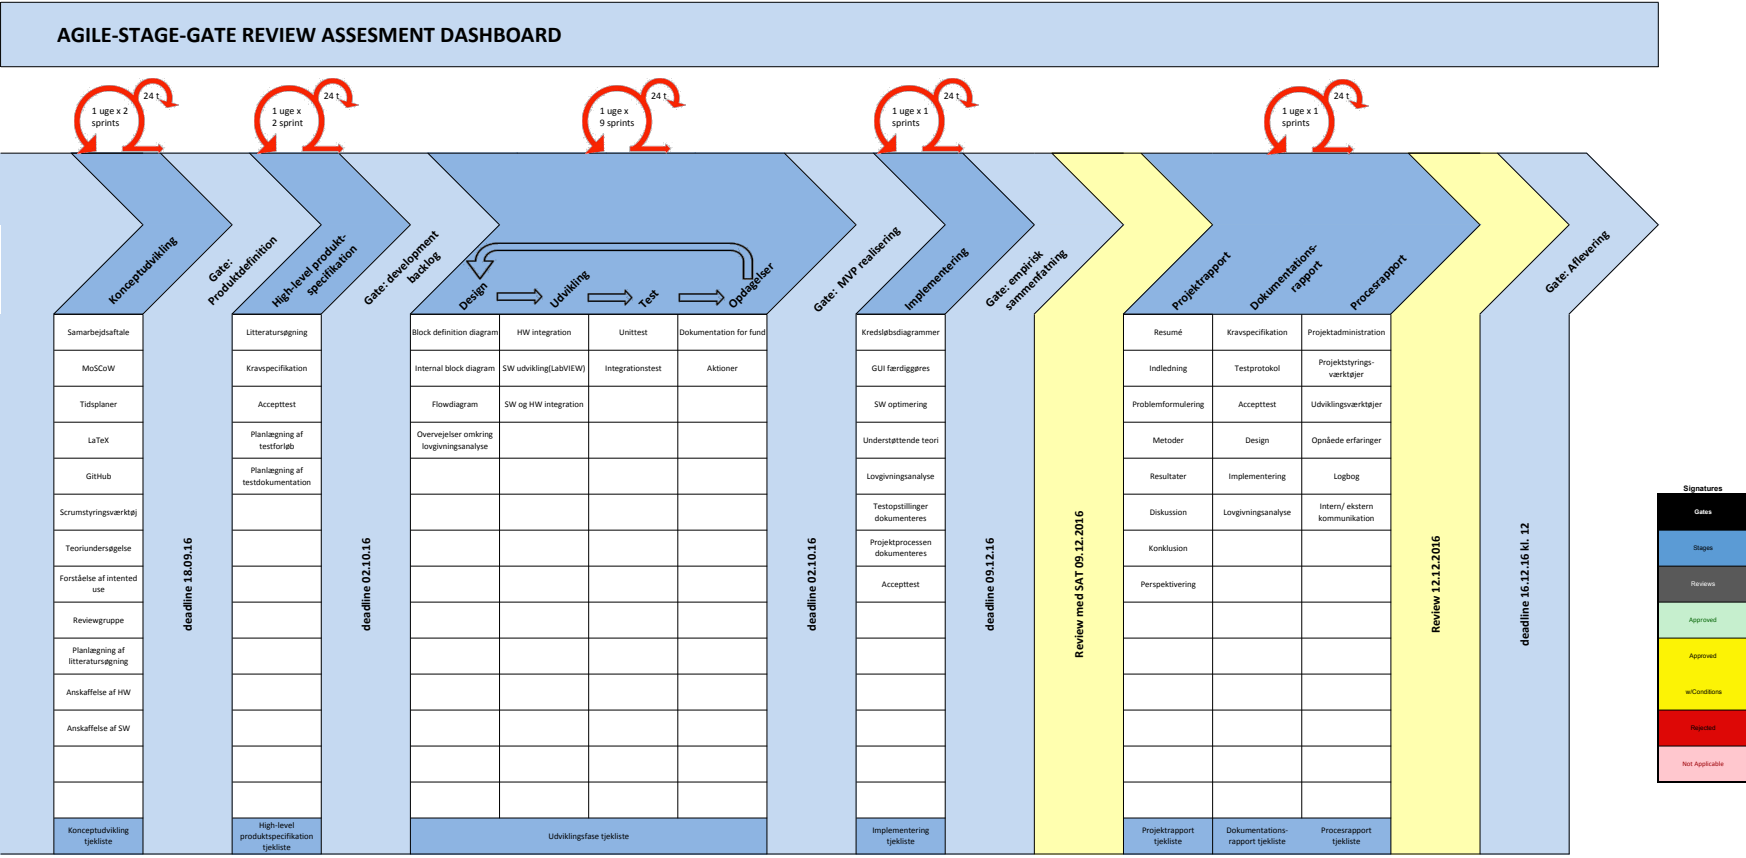 AGILE-STAGE-GATE REVIEW ASSESMENT DASHBOARD
1 uge x 2
sprints
24 t
1 uge x
2 sprint
24 t
1 uge x
9 sprints
24 t
1 uge x 1
sprints
24 t
1 uge x 1
sprints
24 t
Konceptudvikling
Gate:
Produktdefinition
High-level produkt-
specifikation
Gate: development
backlog
Design
Udvikling
Test
Opdagelser
Gate: MVP realisering
Implementering
Gate: empirisk
sammenfatning
Projektrapport
Dokumentations-
rapport
Procesrapport
Gate: Aflevering
Samarbejdsaftale
MoSCoW
Tidsplaner
LaTeX
GitHub
Scrumstyringsværktøj
Teoriundersøgelse
Forståelse af intented
use
Reviewgruppe
Planlægning af
litteratursøgning
Anskaffelse af HW
Anskaffelse af SW
Konceptudvikling
tjekliste
deadline 18.09.16
Litteratursøgning
Kravspecifikation
Accepttest
Planlægning af
testforløb
Planlægning af
testdokumentation
High-level
produktspecifikation
tjekliste
deadline 02.10.16
Block definition diagram
Internal block diagram
Flowdiagram
Overvejelser omkring
lovgivningsanalyse
HW integration
SW udvikling(LabVIEW)
SW og HW integration
Unittest
Integrationstest
Dokumentation for fund
Aktioner
Udviklingsfase tjekliste
deadline 02.10.16
Kredsløbsdiagrammer
GUI færdiggøres
SW optimering
Understøttende teori
Lovgivningsanalyse
Testopstillinger
dokumenteres
Projektprocessen
dokumenteres
Accepttest
Implementering
tjekliste
deadline 09.12.16
Review med SAT 09.12.2016
Resumé
Indledning
Problemformulering
Metoder
Resultater
Diskussion
Konklusion
Perspektivering
Projektrapport
tjekliste
Kravspecifikation
Testprotokol
Accepttest
Design
Implementering
Lovgivningsanalyse
Dokumentations-
rapport tjekliste
Projektadministration
Projektstyrings-
værktøjer
Udviklingsværktøjer
Opnåede erfaringer
Logbog
Intern/ ekstern
kommunikation
Procesrapport
tjekliste
Review 12.12.2016
deadline 16.12.16 kl. 12
Signatures
Gates
Stages
Reviews
Approved
Approved
w/Conditions
Rejected
Not Applicable